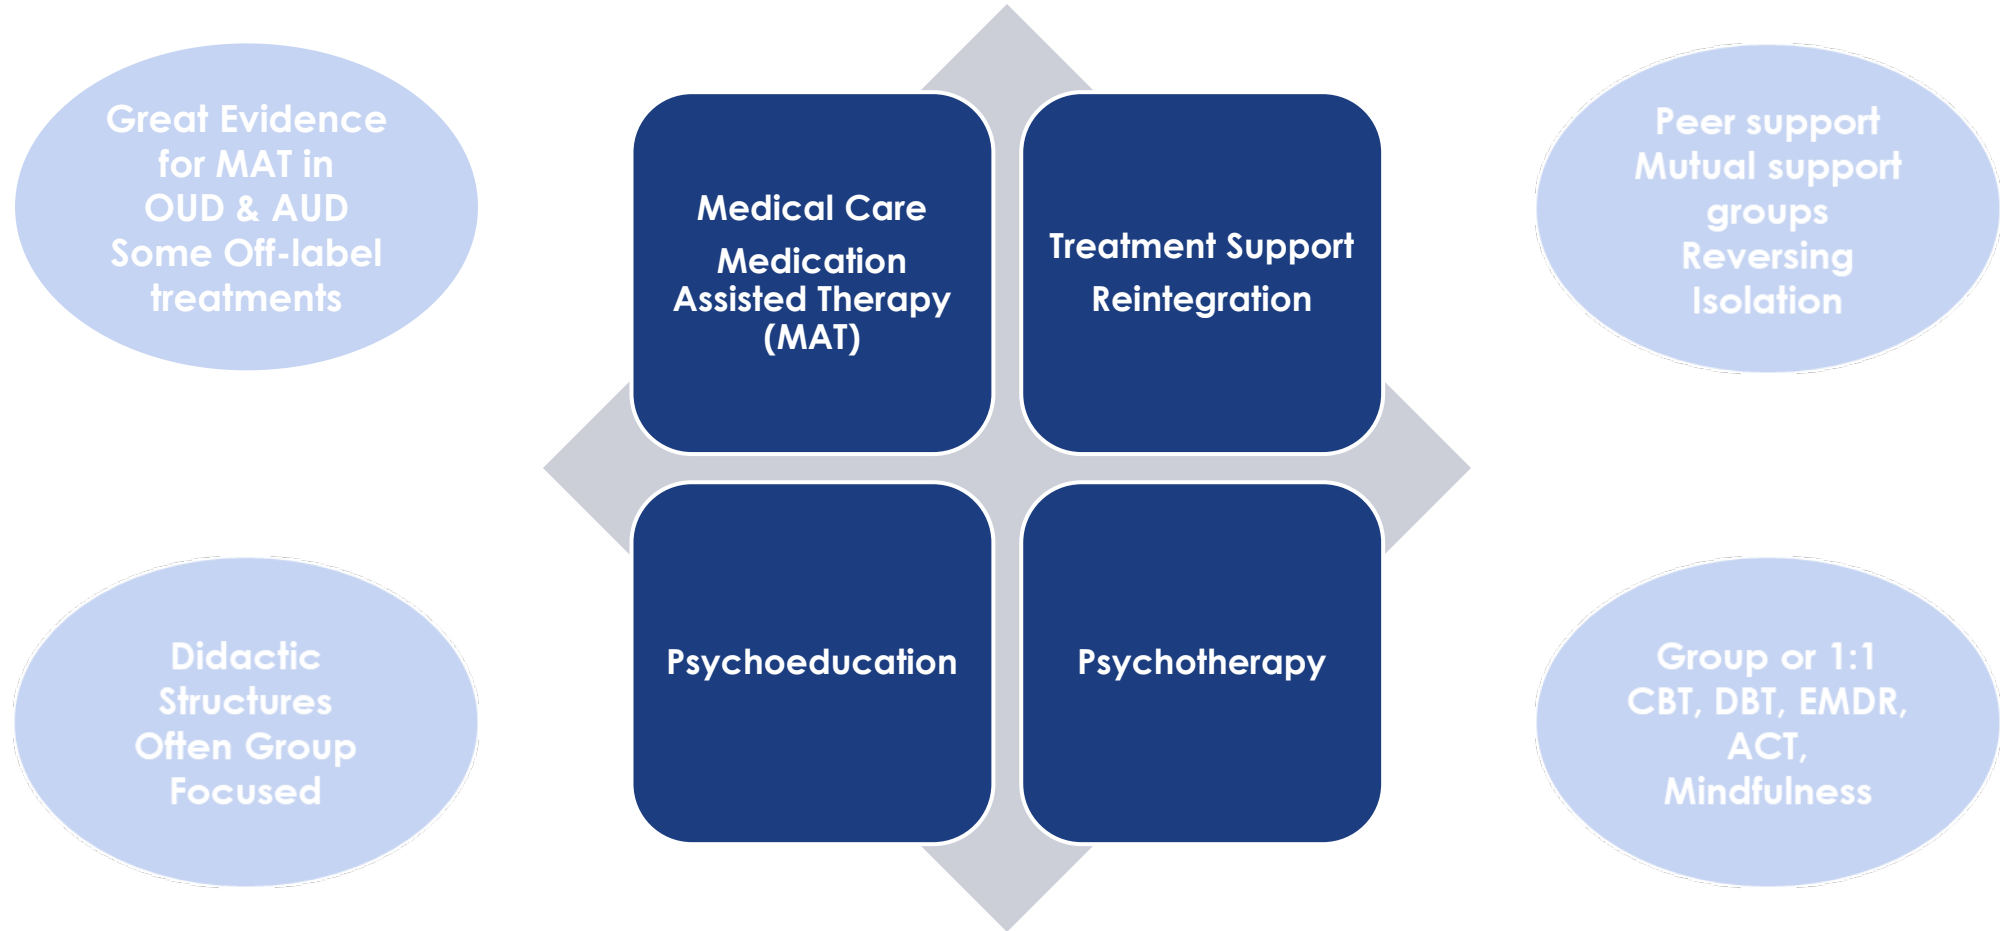 Great Evidence
for MAT in
OUD & AUD
Some Off-label
treatments
Medical Care
Medication
Assisted Therapy
(MAT)
Treatment Support
Reintegration
Peer support
Mutual support
groups
Reversing
Isolation
Didactic
Structures
Often Group
Focused
Psychoeducation
Psychotherapy
Group or 1:1
CBT, DBT, EMDR,
ACT,
Mindfulness